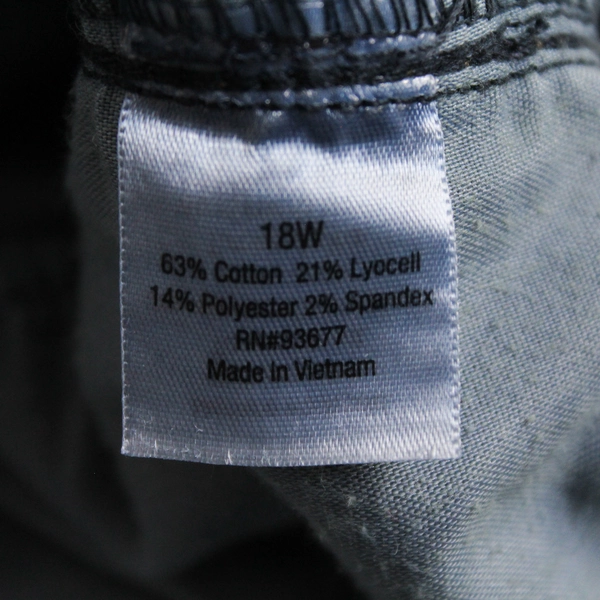 18W
63% Cotton 21% Lyocell
14% Polyester 2% Spandex
RN#93677
Made In Vietnam